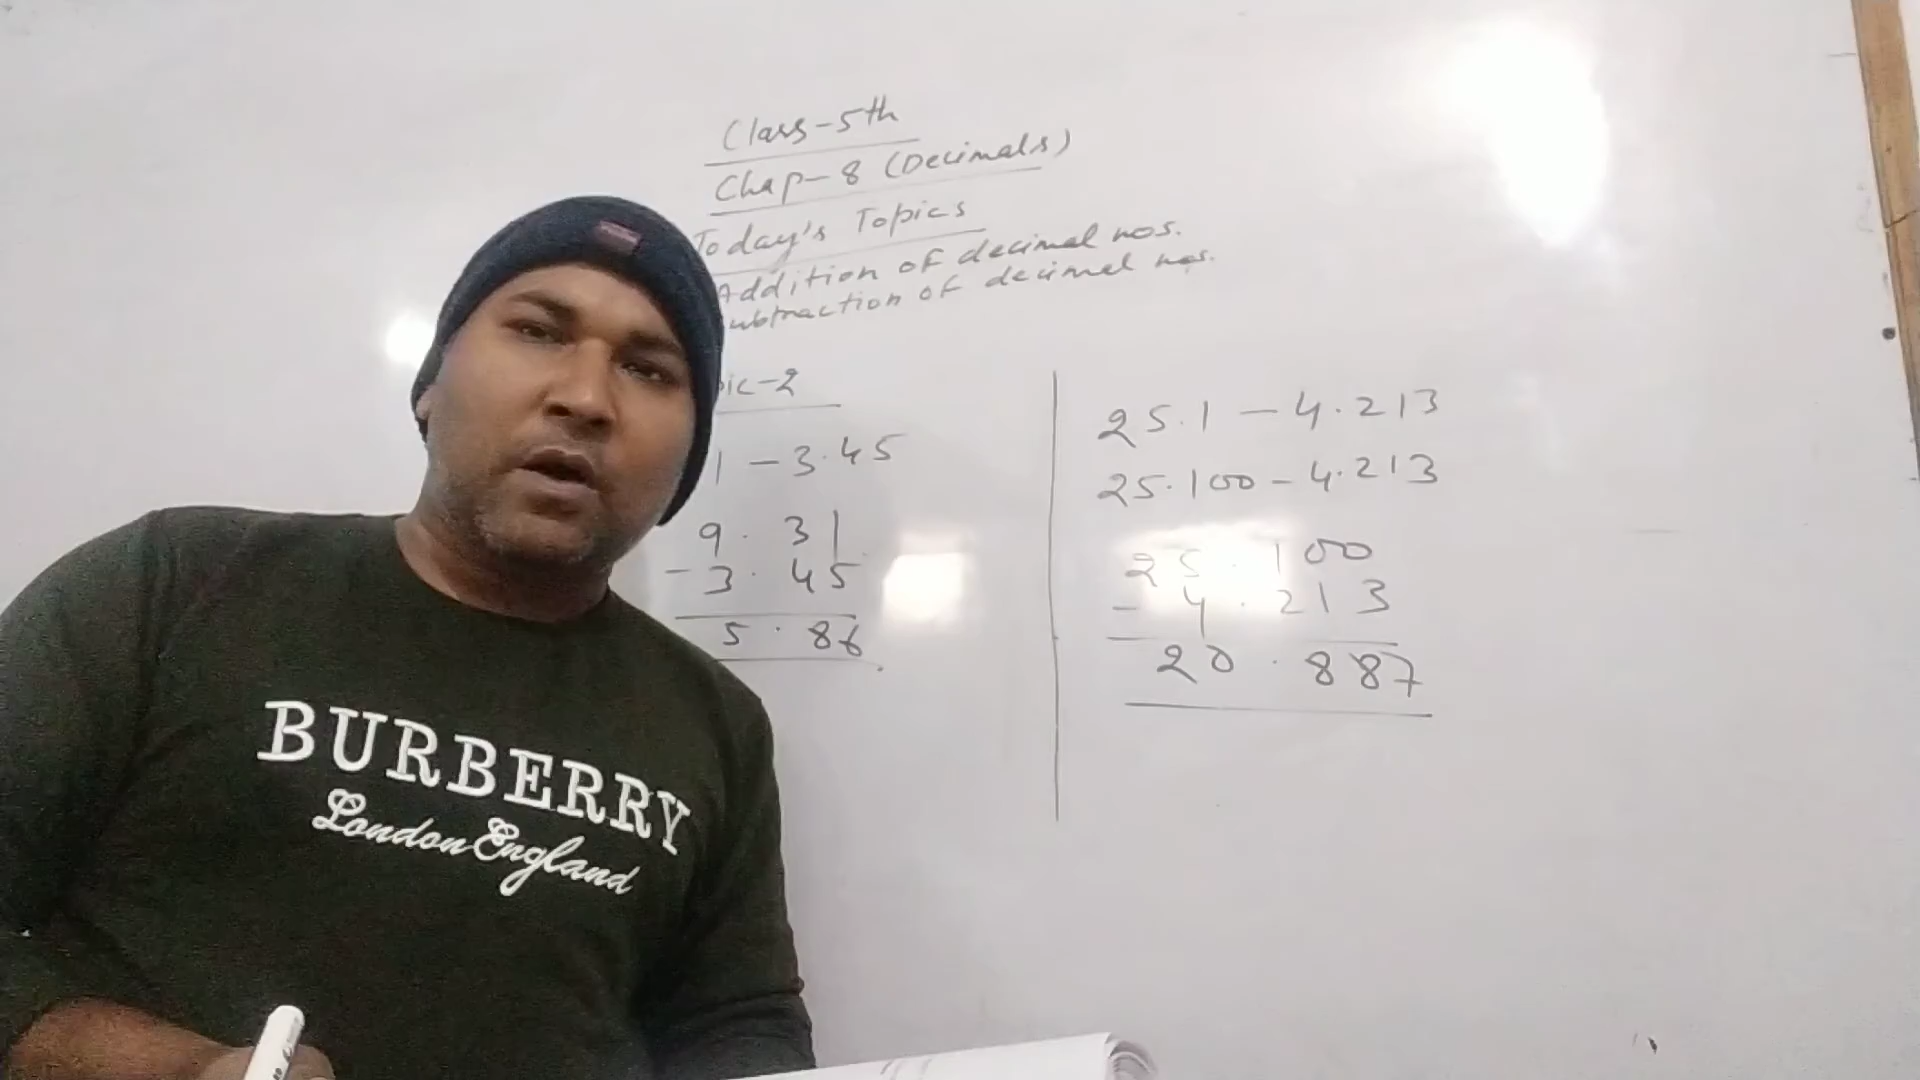 Class-5th
Chap-8 (Decimals)
Today's Topics
Addition of decimal nos.
ubtraction of decimal nos.
ic-2
1 - 3.45
9. 31
- 3. 45
5. 86
25.1 - 4.213
25.100 - 4.213
25. 100
- 4. 213
20. 887
BURBERRY
London England